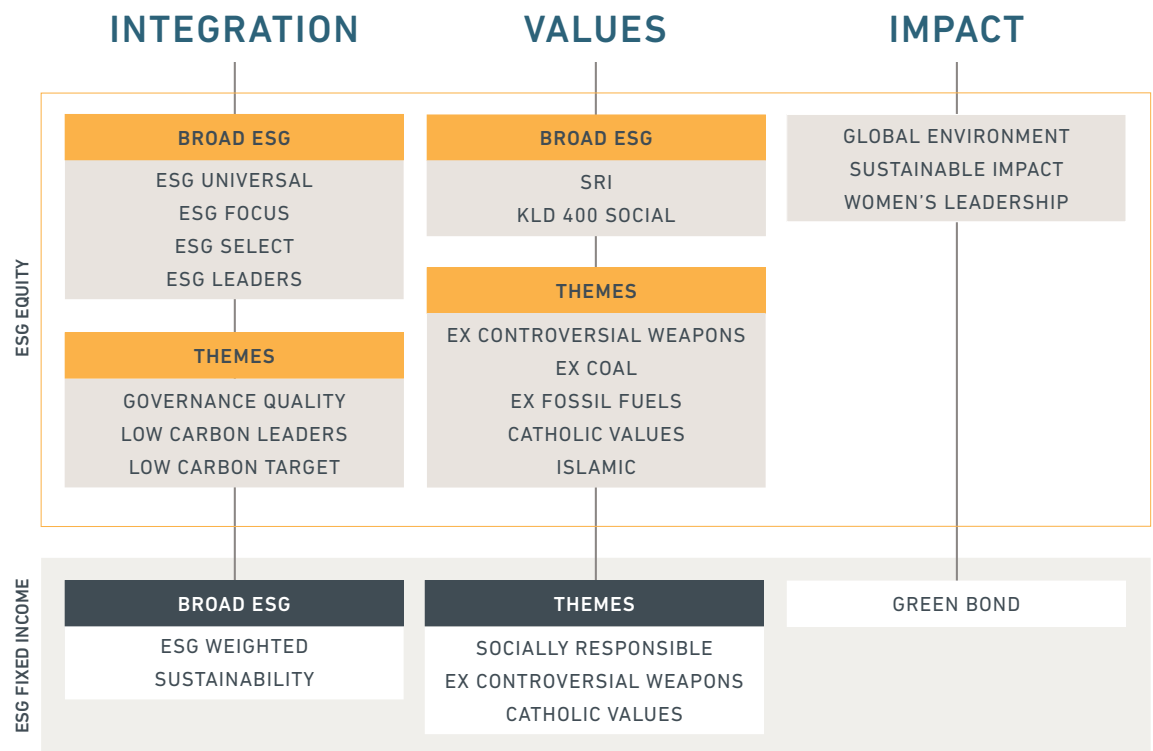 INTEGRATION
VALUES
IMPACT
ESG EQUITY
BROAD ESG
ESG UNIVERSAL
ESG FOCUS
ESG SELECT
ESG LEADERS
THEMES
GOVERNANCE QUALITY
LOW CARBON LEADERS
LOW CARBON TARGET
BROAD ESG
SRI
KLD 400 SOCIAL
THEMES
EX CONTROVERSIAL WEAPONS
EX COAL
EX FOSSIL FUELS
CATHOLIC VALUES
ISLAMIC
GLOBAL ENVIRONMENT
SUSTAINABLE IMPACT
WOMEN'S LEADERSHIP
ESG FIXED INCOME
BROAD ESG
ESG WEIGHTED
SUSTAINABILITY
THEMES
SOCIALLY RESPONSIBLE
EX CONTROVERSIAL WEAPONS
CATHOLIC VALUES
GREEN BOND